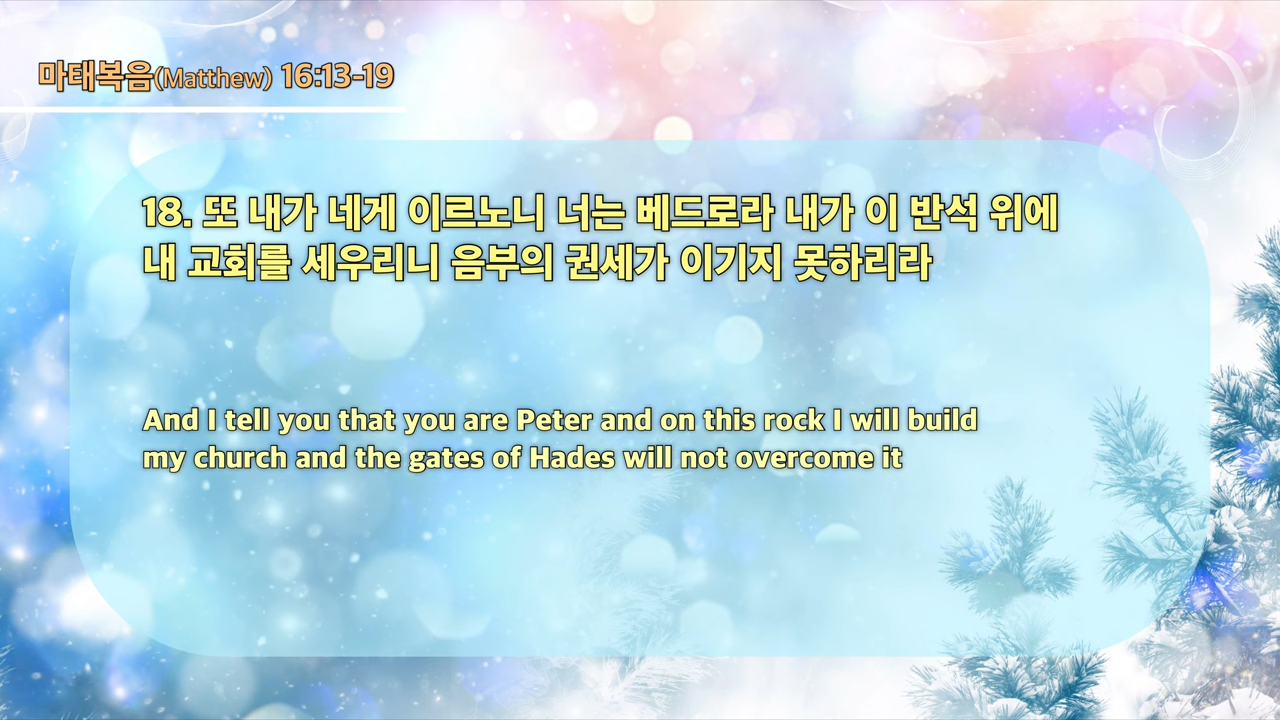 마태복음(Matthew) 16:13-19
18. 또 내가 네게 이르노니 너는 베드로라 내가 이 반석 위에
내 교회를 세우리니 음부의 권세가 이기지 못하리라
And I tell you that you are Peter and on this rock I will build
my church and the gates of Hades will not overcome it